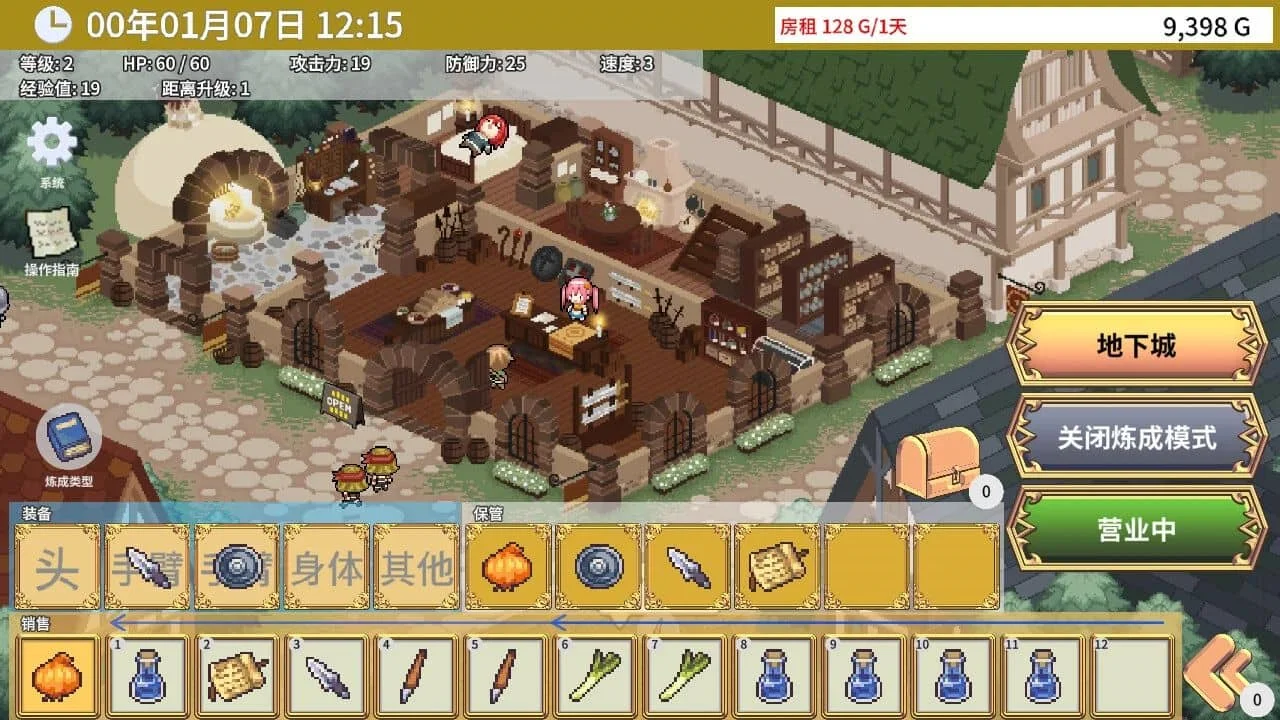 00年01月07日 12:15
房租 128 G/1天
9,398 G
等级: 2 HP: 60 / 60 攻击力: 19 防御力: 25 速度: 3
经验值: 19 距离升级: 1
系统
操作指南
OPEN
地下城
关闭炼成模式
炼成类型
0
营业中
装备
保管
头 手臂 手臂 身体 其他
销售
1 2 3 4 5 6 7 8 9 10 11 12
0